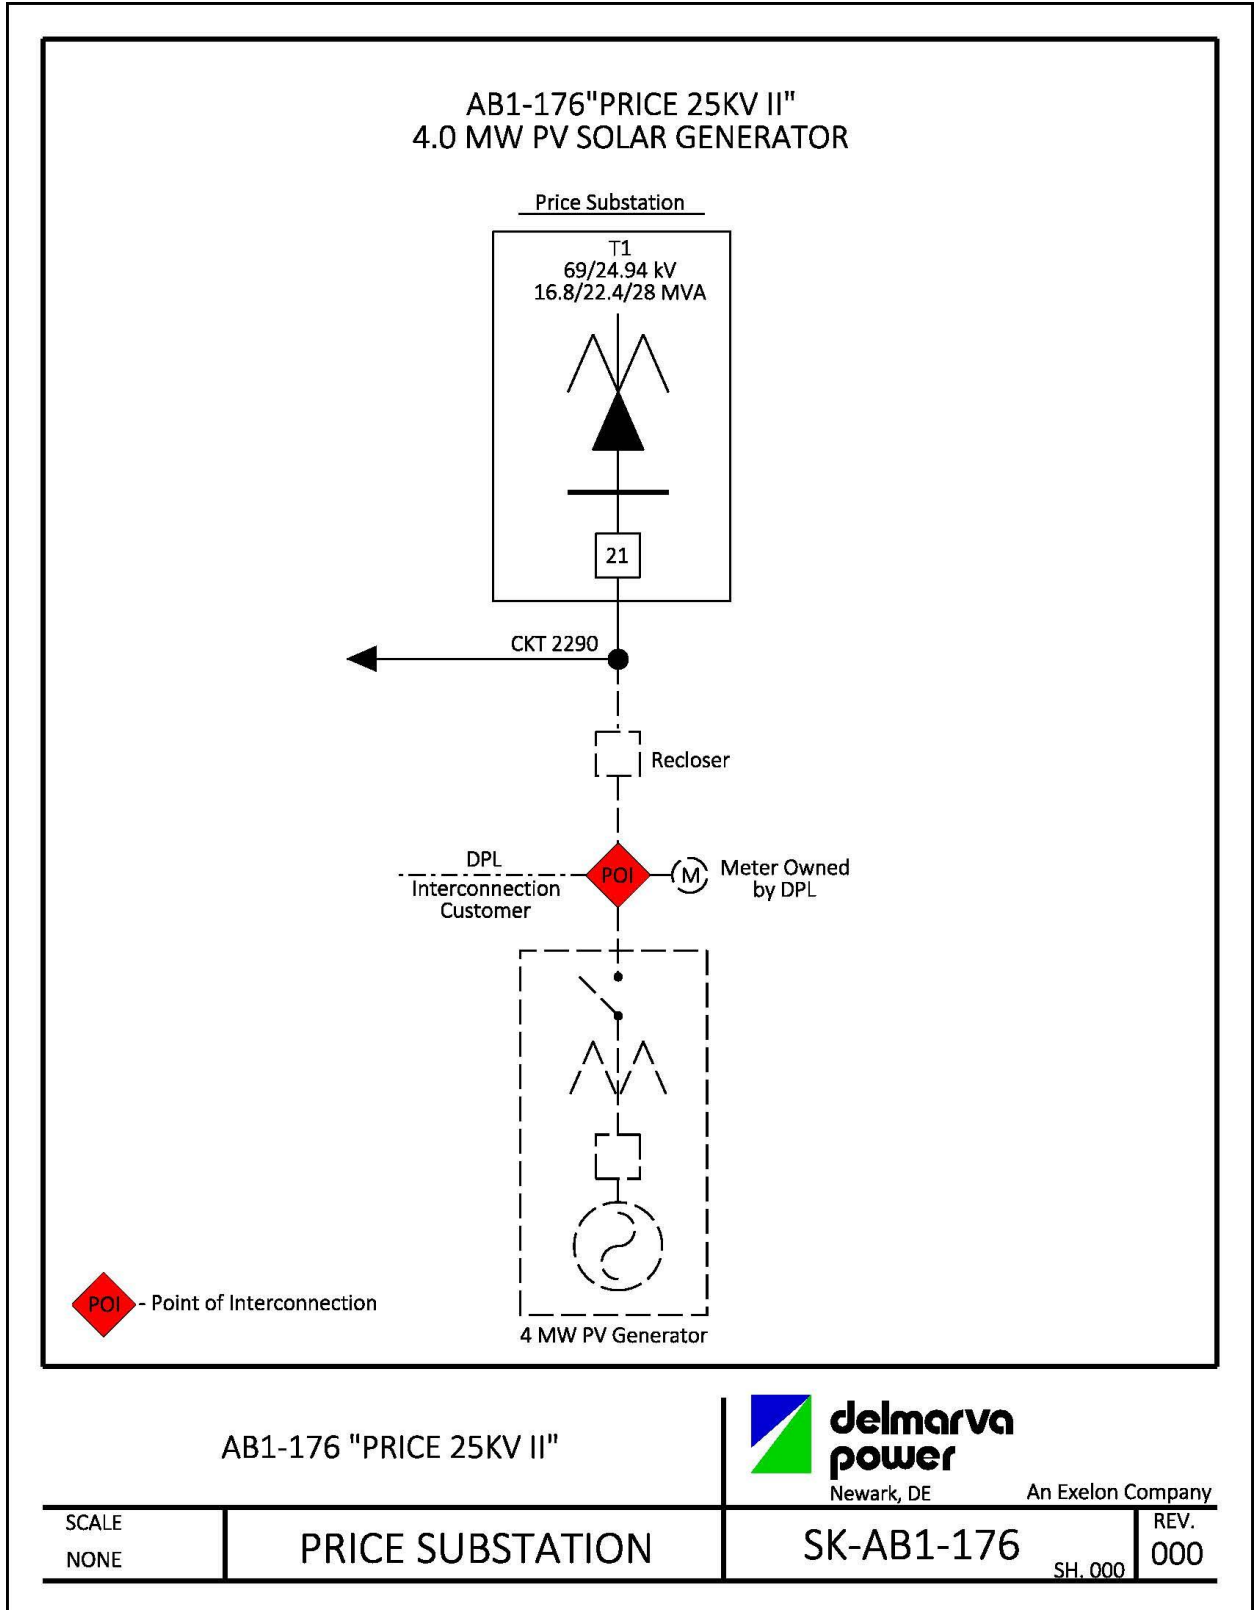 AB1-176"PRICE 25KV II"
4.0 MW PV SOLAR GENERATOR
Price Substation
T1
69/24.94 kV
16.8/22.4/28 MVA
21
CKT 2290
Recloser
DPL
Interconnection
Customer
POI
M
Meter Owned
by DPL
4 MW PV Generator
POI
- Point of Interconnection
AB1-176 "PRICE 25KV II"
delmarva
power
Newark, DE
An Exelon Company
SCALE
NONE
PRICE SUBSTATION
SK-AB1-176
SH. 000
REV.
000